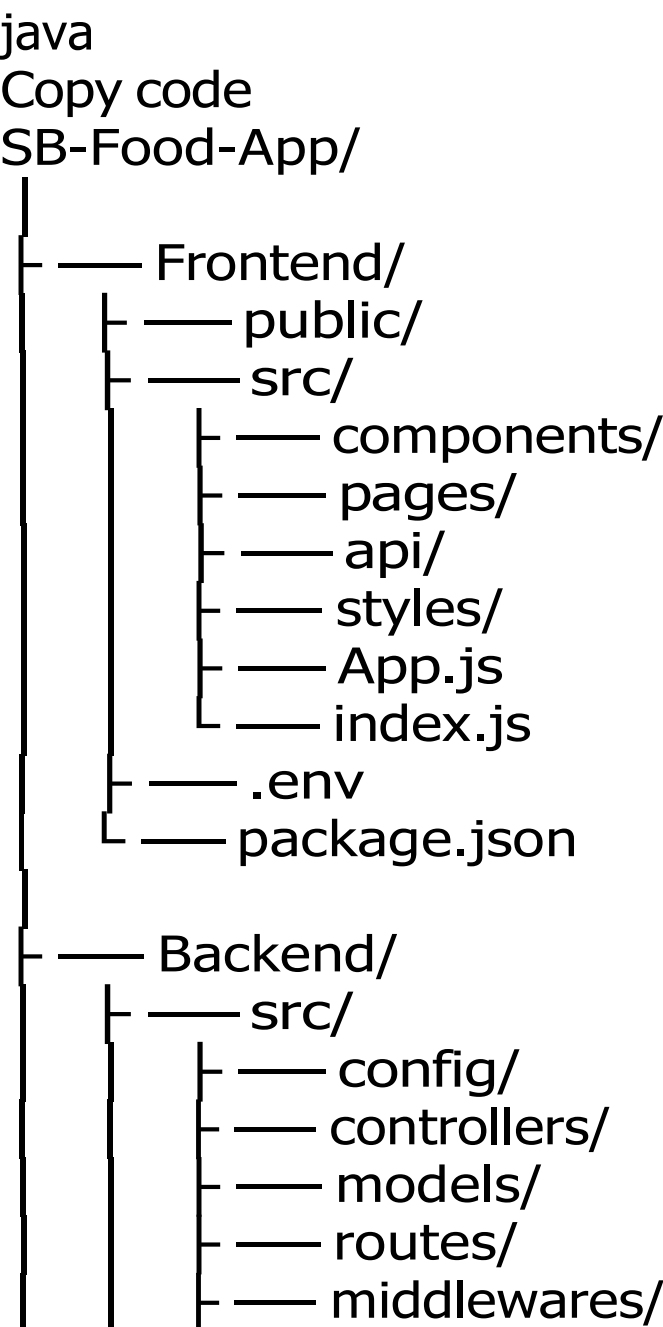 java
Copy code
SB-Food-App/
│
├── Frontend/
│ ├── public/
│ ├── src/
│ │ ├── components/
│ │ ├── pages/
│ │ ├── api/
│ │ ├── styles/
│ │ ├── App.js
│ │ └── index.js
│ ├── .env
│ └── package.json
│
├── Backend/
│ ├── src/
│ │ ├── config/
│ │ ├── controllers/
│ │ ├── models/
│ │ ├── routes/
│ │ ├── middlewares/